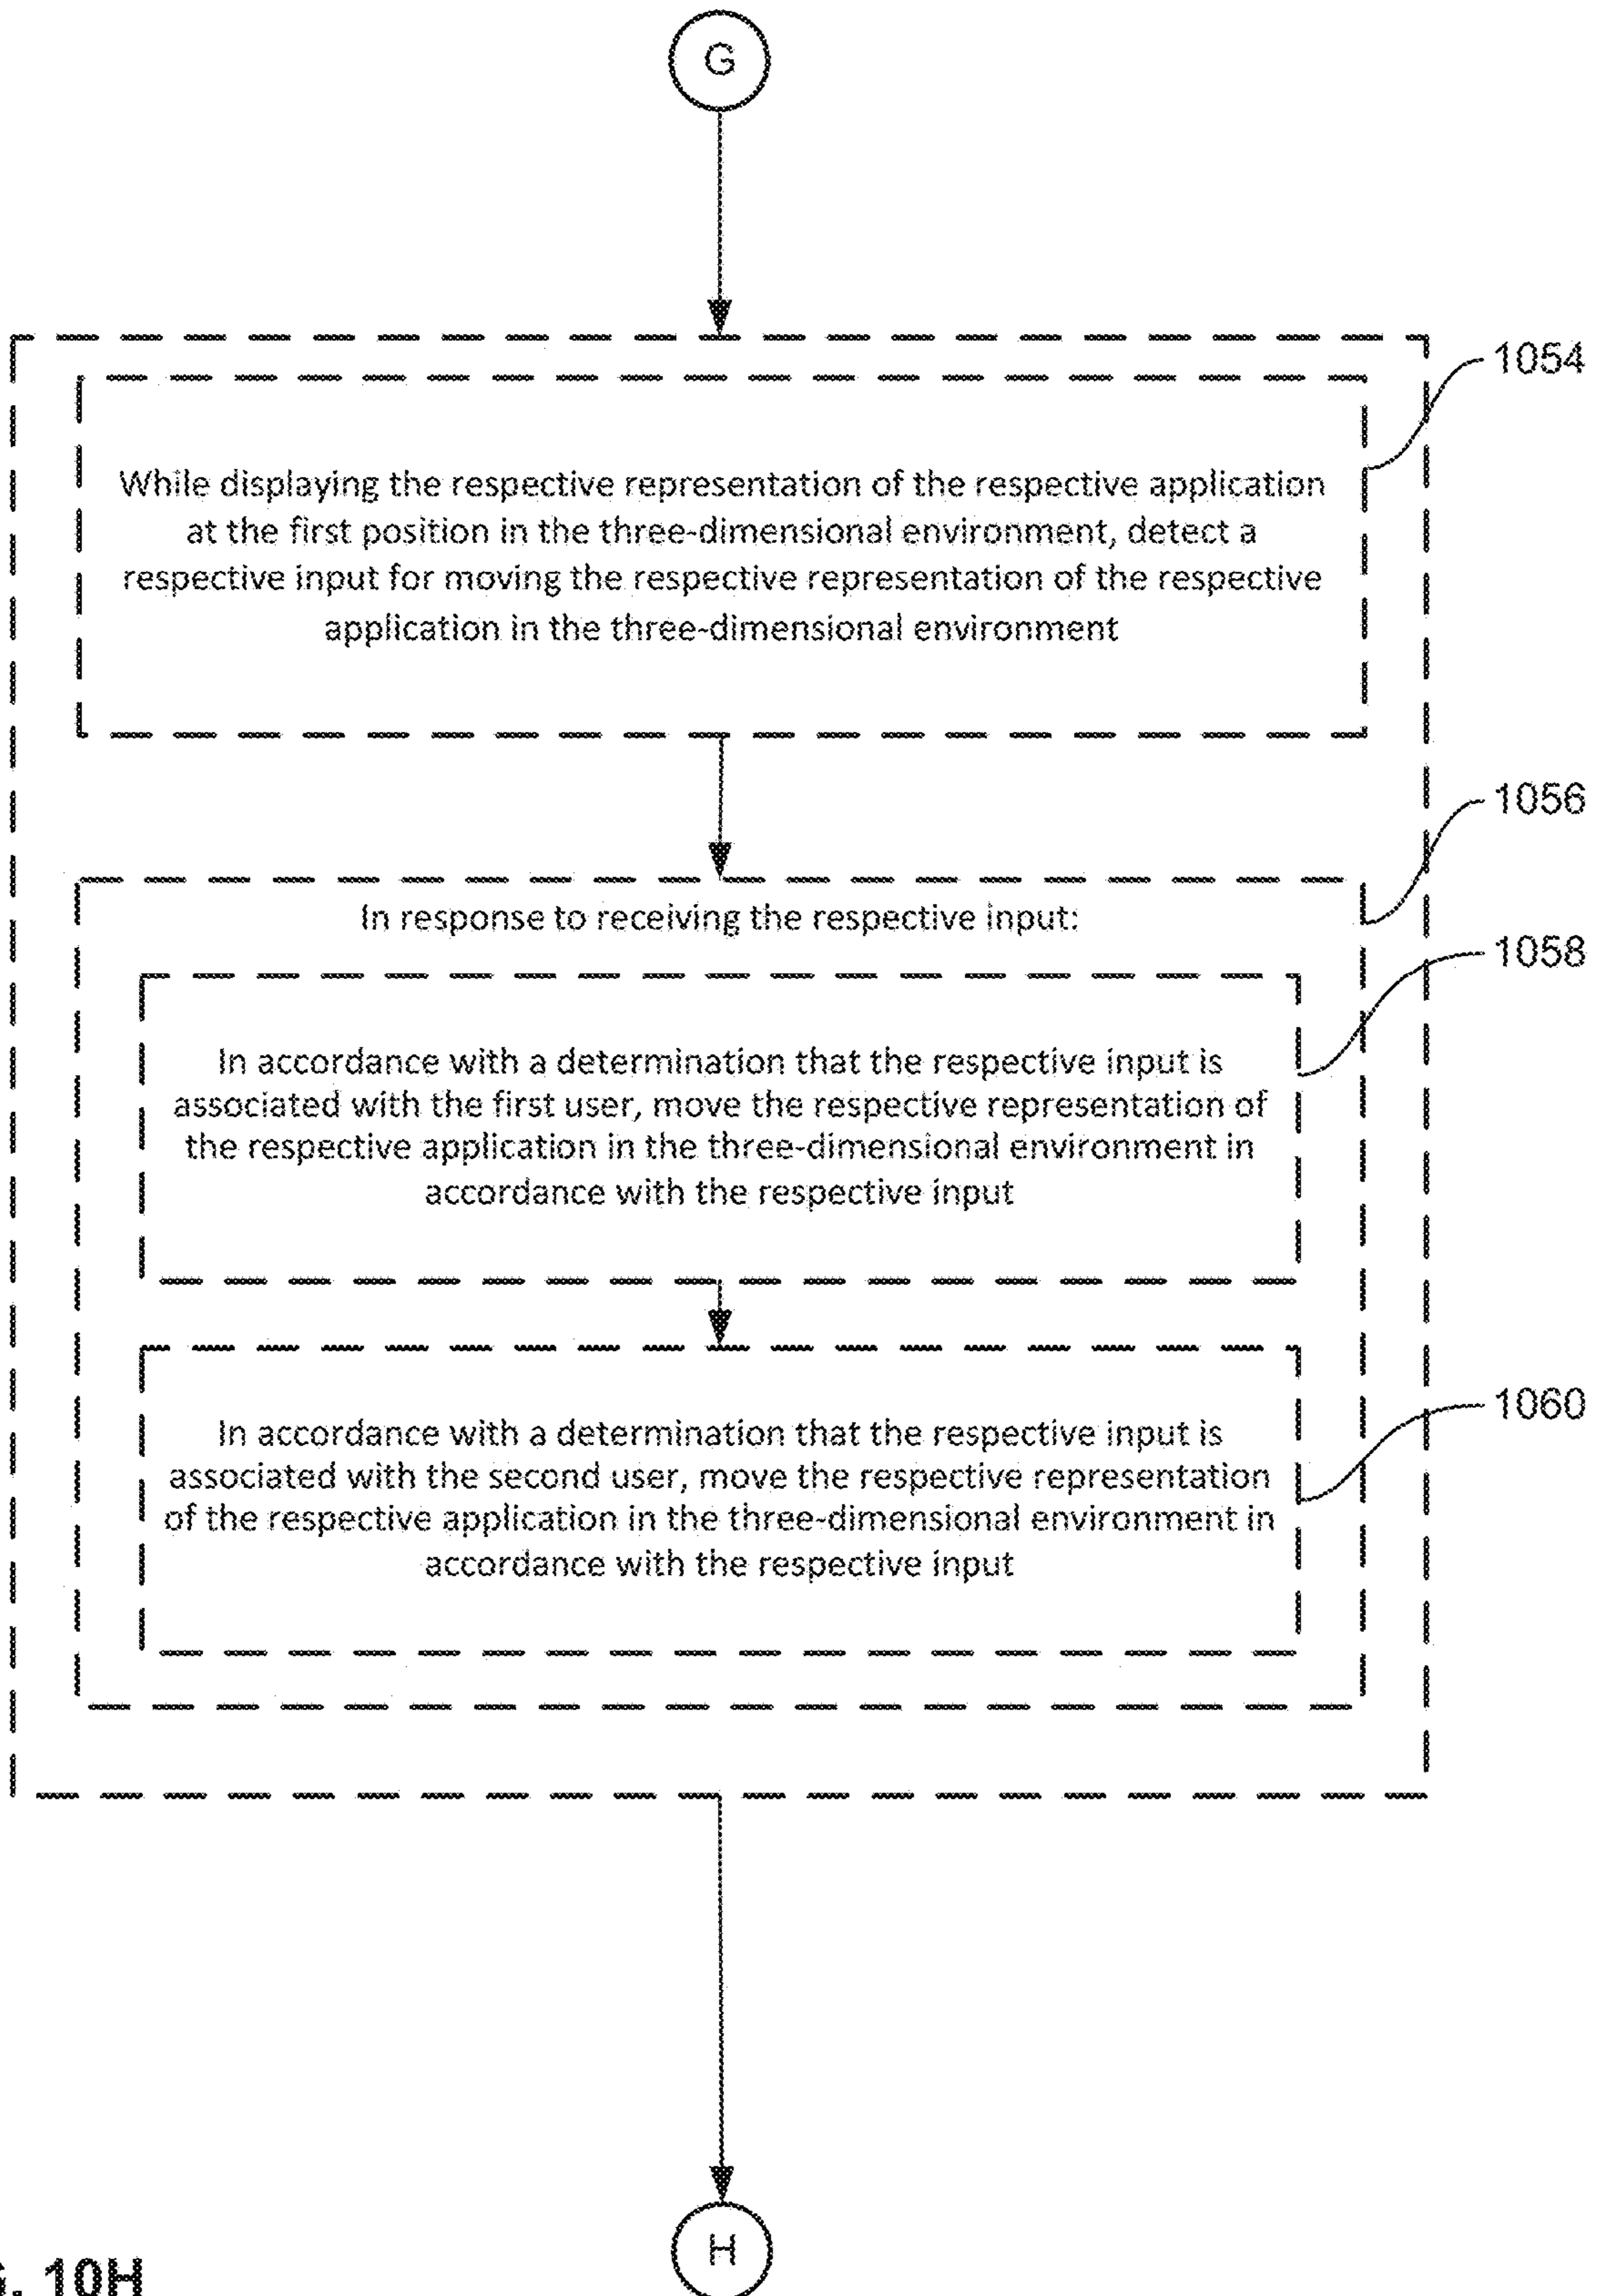 G
1054
While displaying the respective representation of the respective application
at the first position in the three-dimensional environment, detect a
respective input for moving the respective representation of the respective
application in the three-dimensional environment
1056
In response to receiving the respective input:
1058
In accordance with a determination that the respective input is
associated with the first user, move the respective representation of
the respective application in the three-dimensional environment in
accordance with the respective input
1060
In accordance with a determination that the respective input is
associated with the second user, move the respective representation
of the respective application in the three-dimensional environment in
accordance with the respective input
H
G. 10H